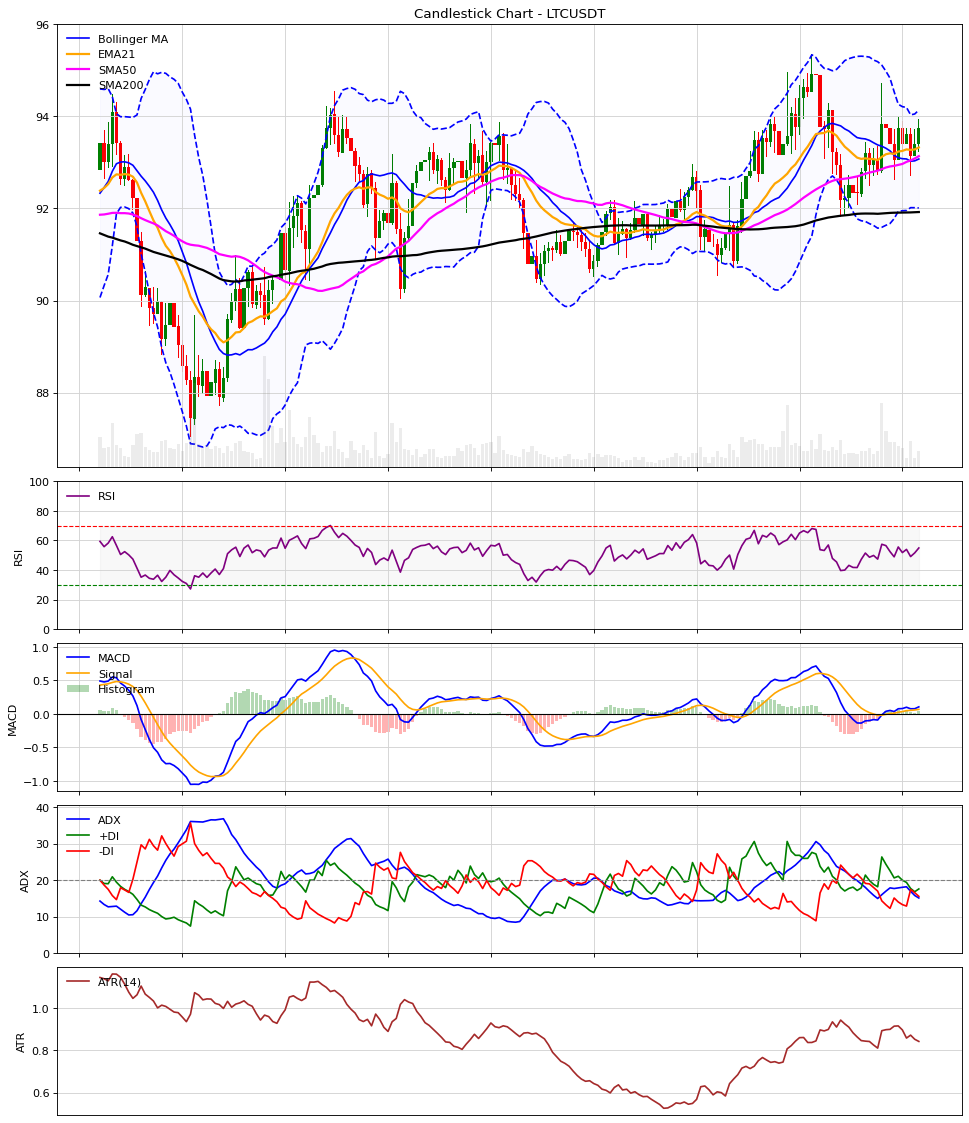 Candlestick Chart - LTCUSDT
96
94
92
90
88
Bollinger MA
EMA21
SMA50
SMA200
100
80
60
40
20
0
RSI
RSI
1.0
0.5
0.0
−0.5
−1.0
MACD
MACD
Signal
Histogram
40
30
20
10
0
ADX
ADX
+DI
-DI
1.0
0.8
0.6
ATR
ATR(14)